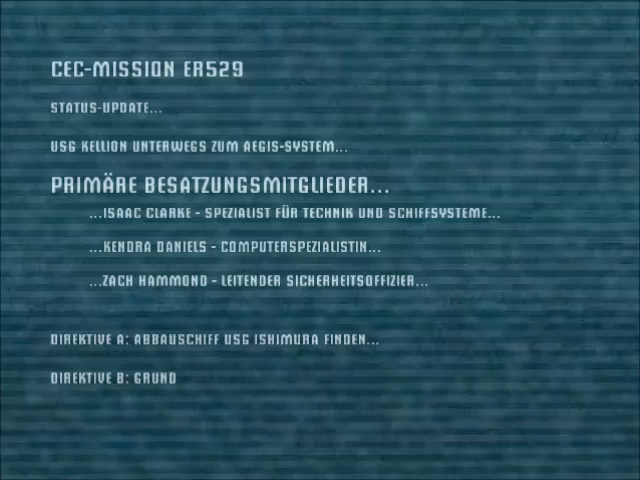 CEC-MISSION ER529
STATUS-UPDATE...
USG KELLION UNTERWEGS ZUM AEGIS-SYSTEM...
PRIMÄRE BESATZUNGSMITGLIEDER...
...ISAAC CLARKE - SPEZIALIST FÜR TECHNIK UND SCHIFFSYSTEME...
...KENDRA DANIELS - COMPUTERSPEZIALISTIN...
...ZACH HAMMOND - LEITENDER SICHERHEITSOFFIZIER...
DIREKTIVE A: ABBAUSCHIFF USG ISHIMURA FINDEN...
DIREKTIVE B: GRUND